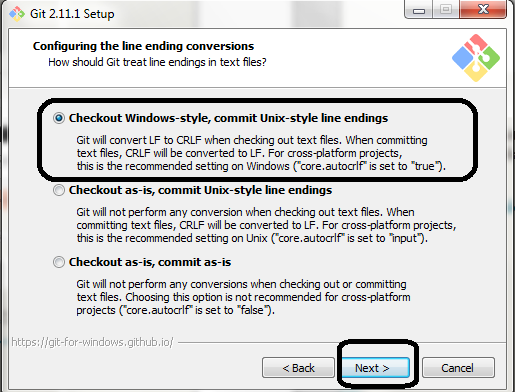 Git 2.11.1 Setup
Configuring the line ending conversions
How should Git treat line endings in text files?
Checkout Windows-style, commit Unix-style line endings
Git will convert LF to CRLF when checking out text files. When committing
text files, CRLF will be converted to LF. For cross-platform projects,
this is the recommended setting on Windows ("core.autocrlf" is set to "true").
Checkout as-is, commit Unix-style line endings
Git will not perform any conversion when checking out text files. When
committing text files, CRLF will be converted to LF. For cross-platform projects,
this is the recommended setting on Unix ("core.autocrlf" is set to "input").
Checkout as-is, commit as-is
Git will not perform any conversions when checking out or committing
text files. Choosing this option is not recommended for cross-platform
projects ("core.autocrlf" is set to "false").
https://git-for-windows.github.io/
< Back
Next >
Cancel